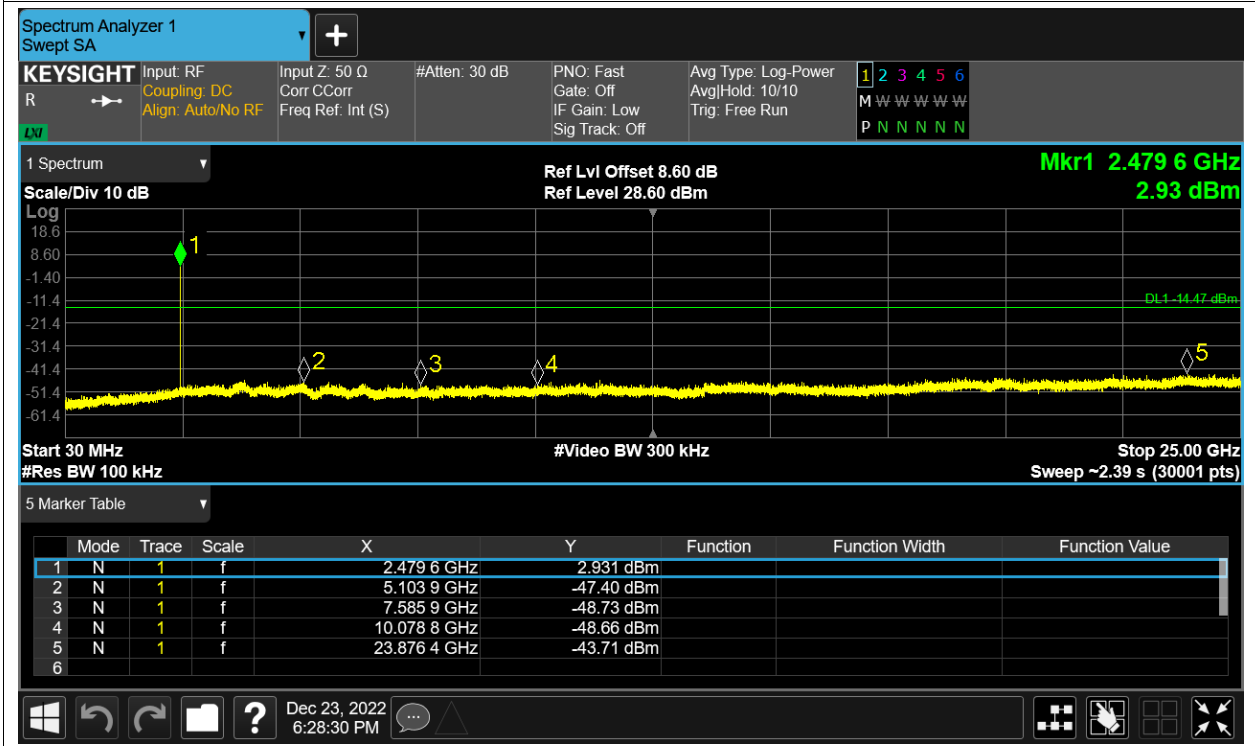 Spectrum Analyzer 1
Swept SA
KEYSIGHT Input: RF Input Z: 50 Ω #Atten: 30 dB PNO: Fast Avg Type: Log-Power 1 2 3 4 5 6
R Coupling: DC Corr CCorr Gate: Off Avg|Hold: 10/10 M W W W W W
Align: Auto/No RF Freq Ref: Int (S) IF Gain: Low Trig: Free Run
LXI Sig Track: Off P N N N N N
1 Spectrum Ref Lvl Offset 8.60 dB Mkr1 2.479 6 GHz
Scale/Div 10 dB Ref Level 28.60 dBm 2.93 dBm
Log
18.6
1
8.60
-1.40
-11.4 DL1 -14.47 dBm
-21.4
-31.4
2 3 4 5
-41.4
-51.4
-61.4
Start 30 MHz #Video BW 300 kHz Stop 25.00 GHz
#Res BW 100 kHz Sweep ~2.39 s (30001 pts)
5 Marker Table
Mode Trace Scale X Y Function Function Width Function Value
1 N 1 f 2.479 6 GHz 2.931 dBm
2 N 1 f 5.103 9 GHz -47.40 dBm
3 N 1 f 7.585 9 GHz -48.73 dBm
4 N 1 f 10.078 8 GHz -48.66 dBm
5 N 1 f 23.876 4 GHz -43.71 dBm
6
? Dec 23, 2022
6:28:30 PM